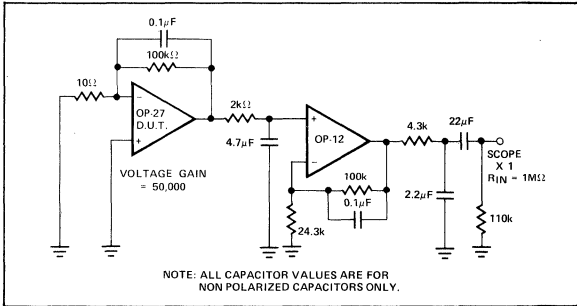 0.1µF
100kΩ
10Ω
−
OP-27
D.U.T.
+
VOLTAGE GAIN
= 50,000
2kΩ
4.7µF
+
OP-12
−
100k
0.1µF
24.3k
4.3k
22µF
2.2µF
110k
SCOPE
X 1
RIN = 1MΩ
NOTE: ALL CAPACITOR VALUES ARE FOR
NON POLARIZED CAPACITORS ONLY.